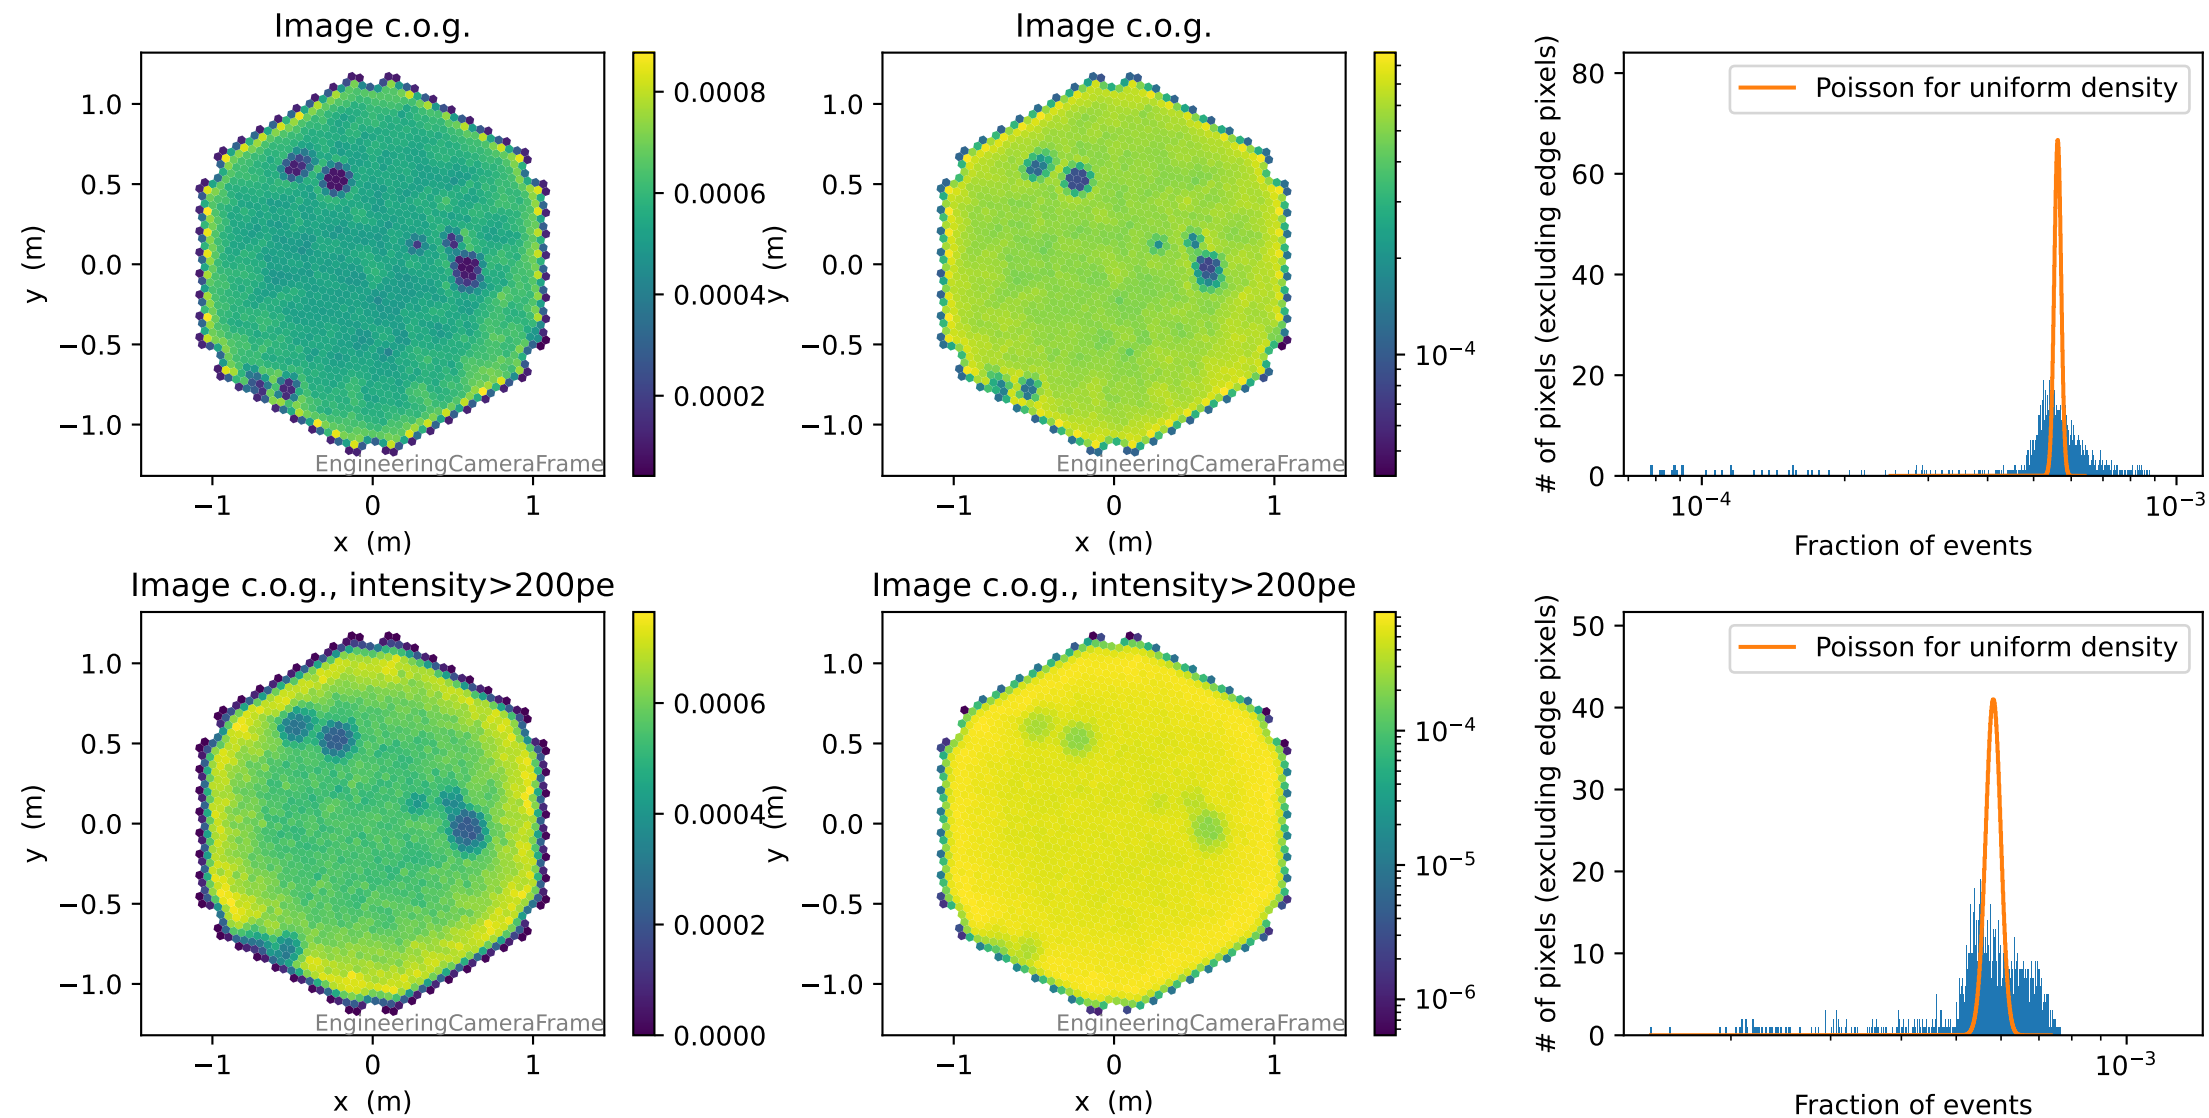 Image c.o.g.
1.0
0.5
0.0
−0.5
−1.0
y (m)
−1
0
1
x (m)
EngineeringCameraFrame
0.0008
0.0006
0.0004
0.0002
Image c.o.g.
1.0
0.5
0.0
−0.5
−1.0
y (m)
−1
0
1
x (m)
EngineeringCameraFrame
10⁻⁴
# of pixels (excluding edge pixels)
80
60
40
20
0
Poisson for uniform density
10⁻⁴
10⁻³
Fraction of events
Image c.o.g., intensity>200pe
1.0
0.5
0.0
−0.5
−1.0
y (m)
−1
0
1
x (m)
EngineeringCameraFrame
0.0006
0.0004
0.0002
0.0000
Image c.o.g., intensity>200pe
1.0
0.5
0.0
−0.5
−1.0
y (m)
−1
0
1
x (m)
EngineeringCameraFrame
10⁻⁴
10⁻⁵
10⁻⁶
# of pixels (excluding edge pixels)
50
40
30
20
10
0
Poisson for uniform density
10⁻³
Fraction of events